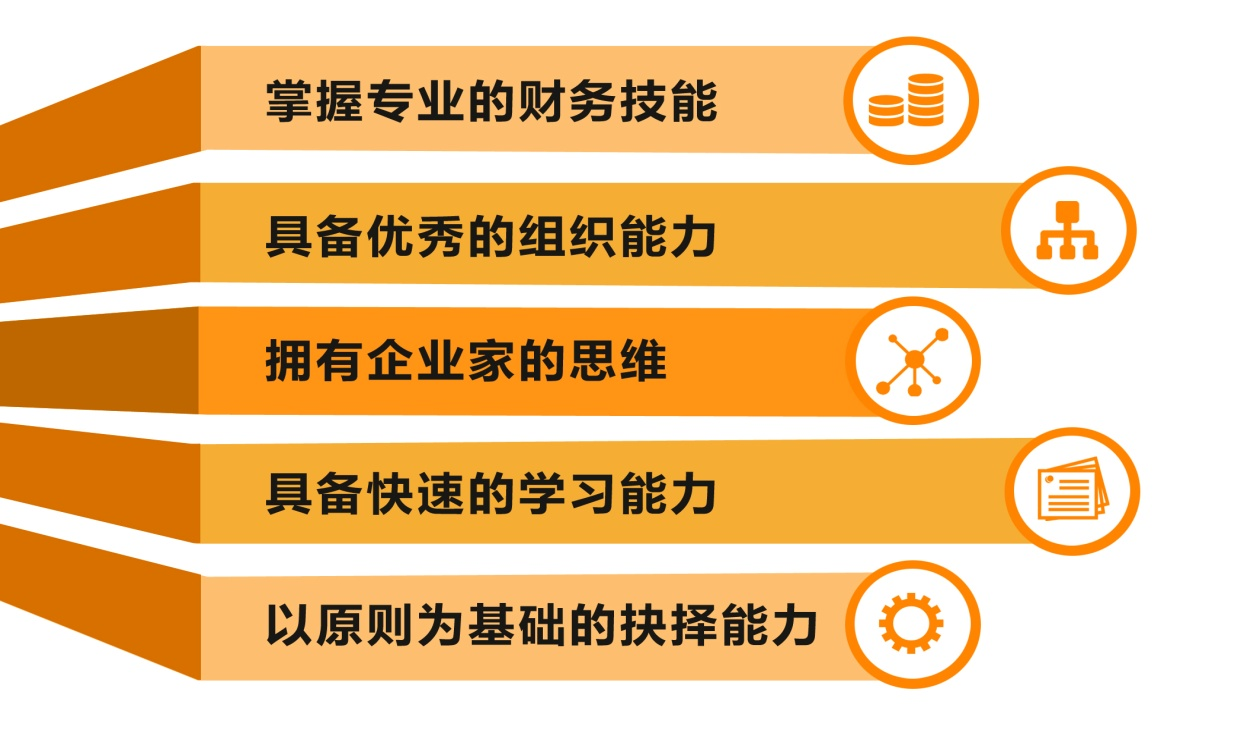 掌握专业的财务技能
具备优秀的组织能力
拥有企业家的思维
具备快速的学习能力
以原则为基础的抉择能力